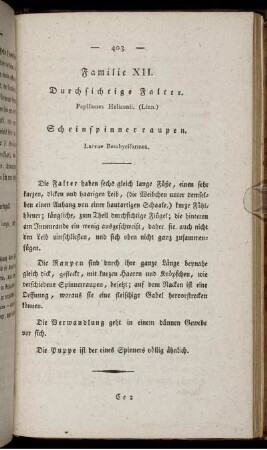 — 403 —
Familie XII.
Durchsichtige Falter.
Papiliones Heliconii. (Linn.)
Scheinspinnerraupen.
Larvae Bombyciformes.
Die Falter haben sechs gleich lange Füße, einen sehr
kurzen, dicken und haarigen Leib, (die Weibchen unter demsel-
ben einen Anhang von einer hautartigen Schaale,) kurze Fühl-
hörner; längliche, zum Theil durchsichtige Flügel; die hinteren
am Innenrande ein wenig ausgeschweift, daher sie auch nicht
den Leib einschließen, und sich oben nicht ganz zusammen-
fügen.
Die Raupen sind durch ihre ganze Länge beynahe
gleich dick, gefleckt, mit kurzen Haaren und Knöpfchen, wie
verschiedene Spinnerraupen, besetzt; auf dem Nacken ist eine
Oeffnung, woraus sie eine fleischige Gabel hervorstrecken
können.
Die Verwandlung geht in einem dünnen Gewebe
vor sich.
Die Puppe ist der eines Spinners völlig ähnlich.
Cc 2